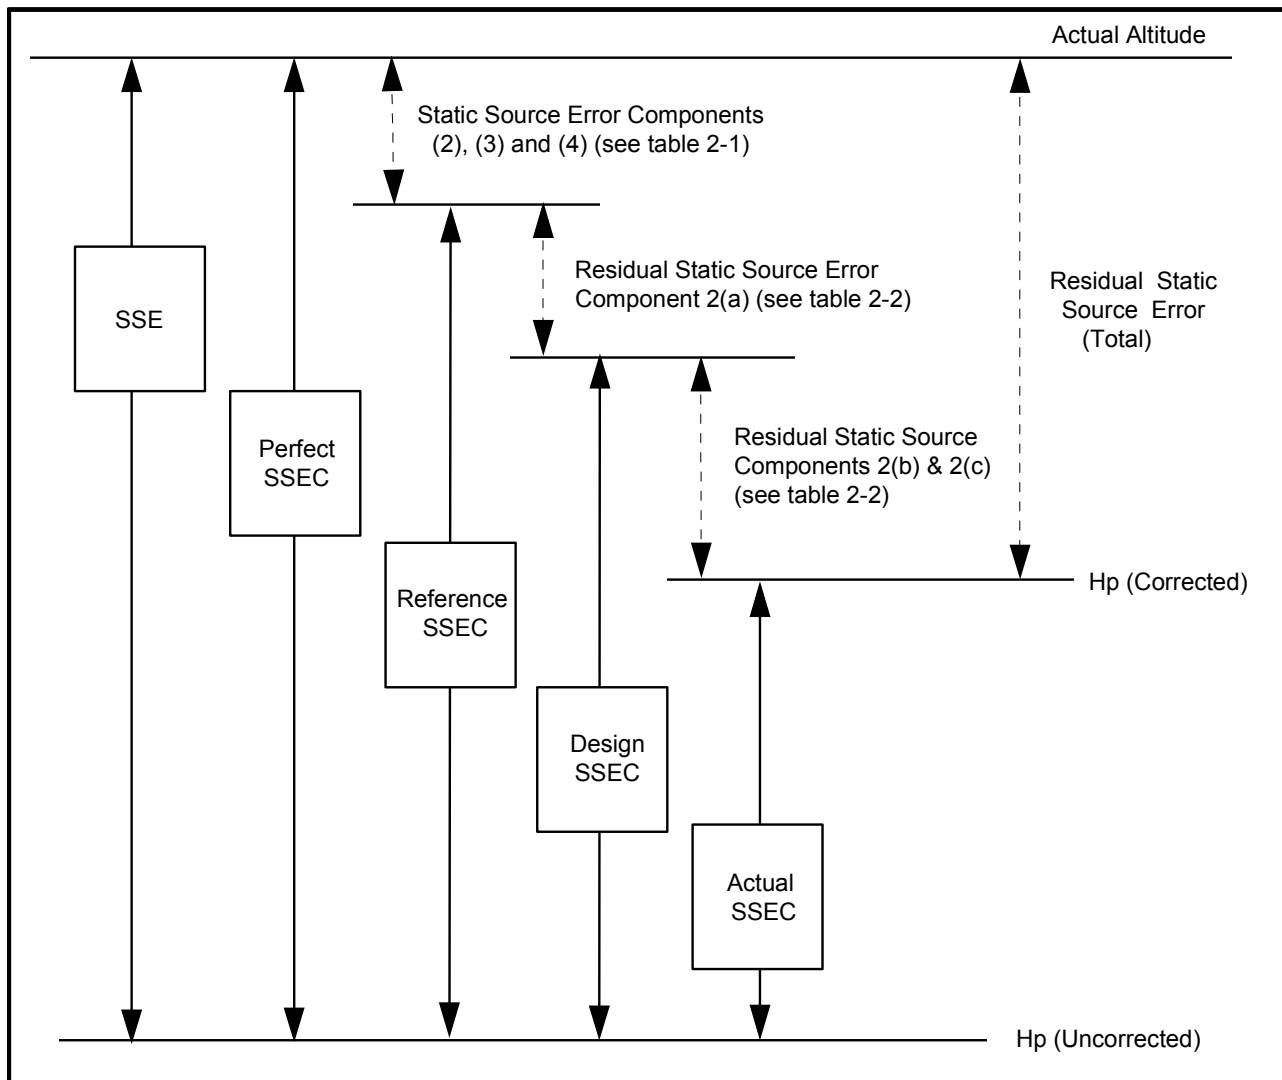 Actual Altitude
Static Source Error Components
(2), (3) and (4) (see table 2-1)
Residual Static Source Error
Component 2(a) (see table 2-2)
Residual Static
Source Error
(Total)
SSE
Perfect
SSEC
Residual Static Source
Components 2(b) & 2(c)
(see table 2-2)
Hp (Corrected)
Reference
SSEC
Design
SSEC
Actual
SSEC
Hp (Uncorrected)